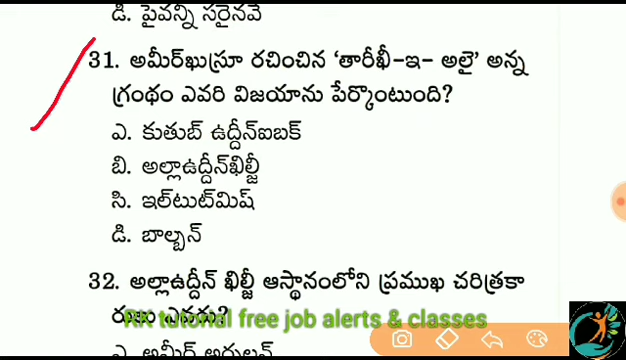 డి. పైవన్ని సరైనవే
31. అమీర్‌ఖుస్రూ రచించిన ‘తారీఖీ-ఇ- అలై’ అన్న
గ్రంథం ఎవరి విజయాను పేర్కొంటుంది?
ఎ. కుతుబ్ ఉద్దీన్‌ఐబక్
బి. అల్లాఉద్దీన్‌ఖిల్జీ
సి. ఇల్‌టుట్‌మిష్
డి. బాల్బన్
32. అల్లాఉద్దీన్ ఖిల్జీ ఆస్థానంలోని ప్రముఖ చరిత్రకా
RK tutorial free job alerts & classes
ఎ. అమీర్